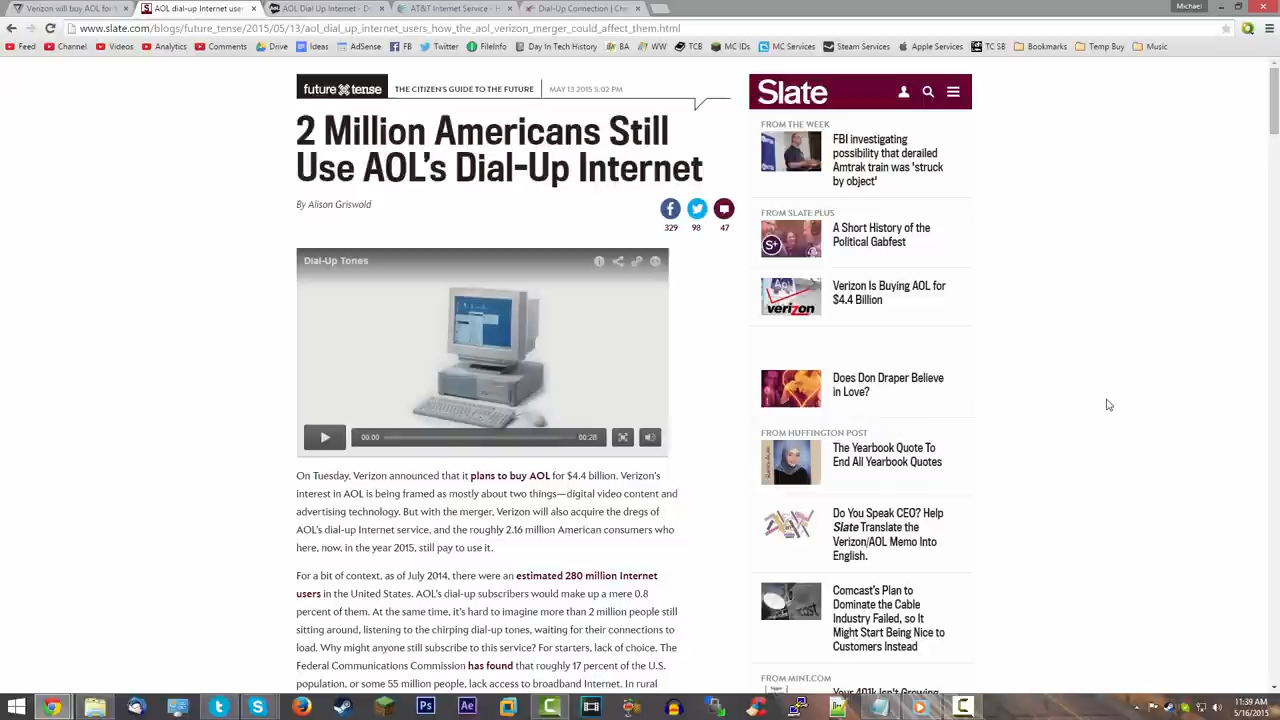 Verizon will buy AOL for
AOL dial-up internet user
Dial Up Internet - Do
AT&T Internet Service - H
Dial-Up Connection | Ch
Michael
www.slate.com/blogs/future_tense/2015/05/13/aol_dial_up_internet_users_how_the_aol_verizon_merger_could_affect_them.html
Feed
Channel
Videos
Analytics
Comments
Drive
Ideas
AdSense
FB
Twitter
FileInfo
Day In Tech History
BA
WW
TCB
MC IDs
MC Services
Steam Services
Apple Services
TC SB
Bookmarks
Temp Buy
Music
future tense
THE CITIZEN'S GUIDE TO THE FUTURE
MAY 13 2015 5:02 PM
2 Million Americans Still
Use AOL's Dial-Up Internet
By Alison Griswold
329
98
47
Dial-Up Tones
00:00
00:28
On Tuesday, Verizon announced that it plans to buy AOL for $4.4 billion. Verizon's
interest in AOL is being framed as mostly about two things—digital video content and
advertising technology. But with the merger, Verizon will also acquire the dregs of
AOL's dial-up Internet service, and the roughly 2.16 million American consumers who
here, now, in the year 2015, still pay to use it.
For a bit of context, as of July 2014, there were an estimated 280 million Internet
users in the United States. AOL's dial-up subscribers would make up a mere 0.8
percent of them. At the same time, it's hard to imagine more than 2 million people still
sitting around, listening to the chirping dial-up tones, waiting for their connections to
load. Why might anyone still subscribe to this service? For starters, lack of choice. The
Federal Communications Commission has found that roughly 17 percent of the U.S.
population, or some 55 million people, lack access to broadband Internet. In rural
Slate
FROM THE WEEK
FBI investigating
possibility that derailed
Amtrak train was 'struck
by object'
FROM SLATE PLUS
S+
A Short History of the
Political Gabfest
Aol
verizon
Verizon Is Buying AOL for
$4.4 Billion
Does Don Draper Believe
in Love?
FROM HUFFINGTON POST
The Yearbook Quote To
End All Yearbook Quotes
Do You Speak CEO? Help
Slate Translate the
Verizon/AOL Memo Into
English.
Comcast's Plan to
Dominate the Cable
Industry Failed, so It
Might Start Being Nice to
Customers Instead
FROM MINT.COM
Your 401k Isn't Growing
Ps
Ae
11:39 AM
5/16/2015